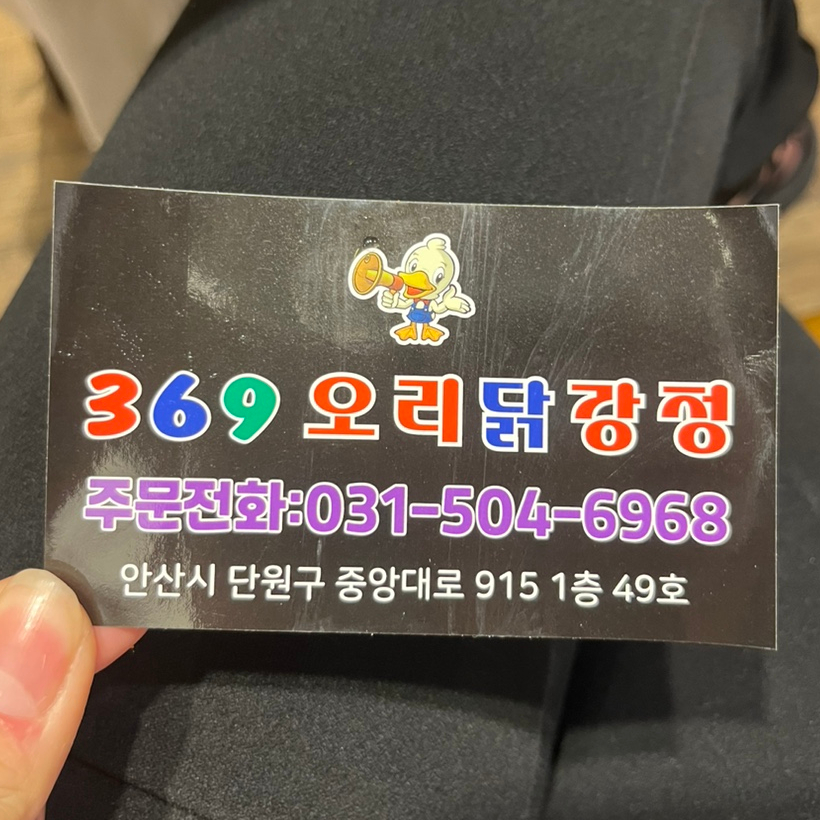 369 오리닭강정
주문전화:031-504-6968
안산시 단원구 중앙대로 915 1층 49호